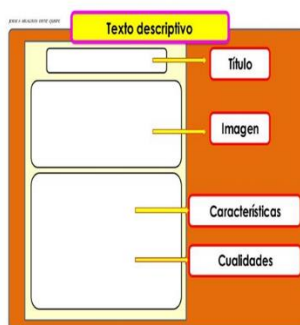 Texto descriptivo
Título
Imagen
Características
Cualidades